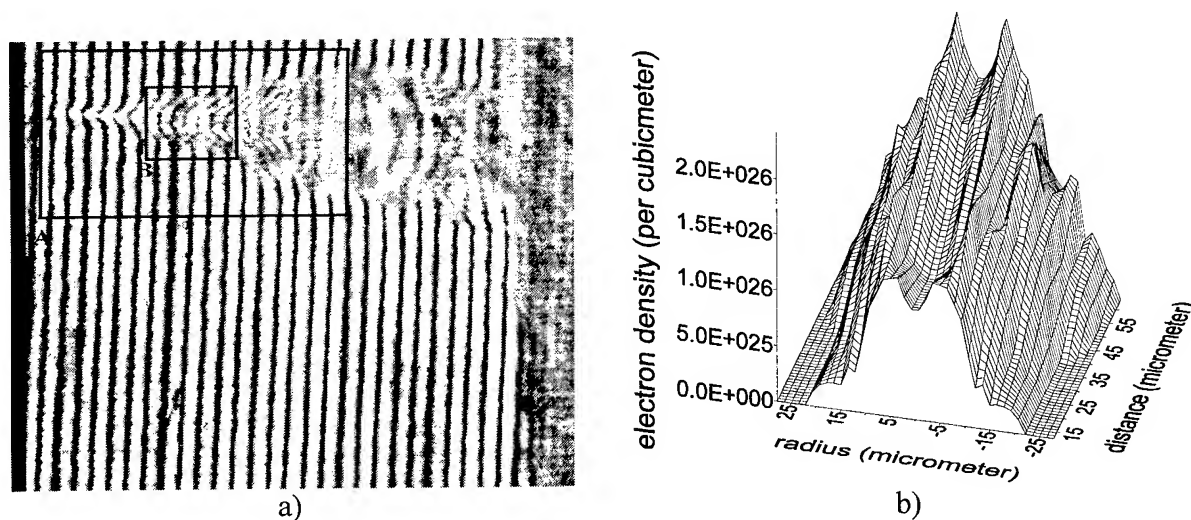 A
B
a)
electron density (per cubicmeter)
2.0E+026
1.5E+026
1.0E+026
5.0E+025
0.0E+000
25
15
5
-5
-15
-25
radius (micrometer)
15
25
35
45
55
distance (micrometer)
b)